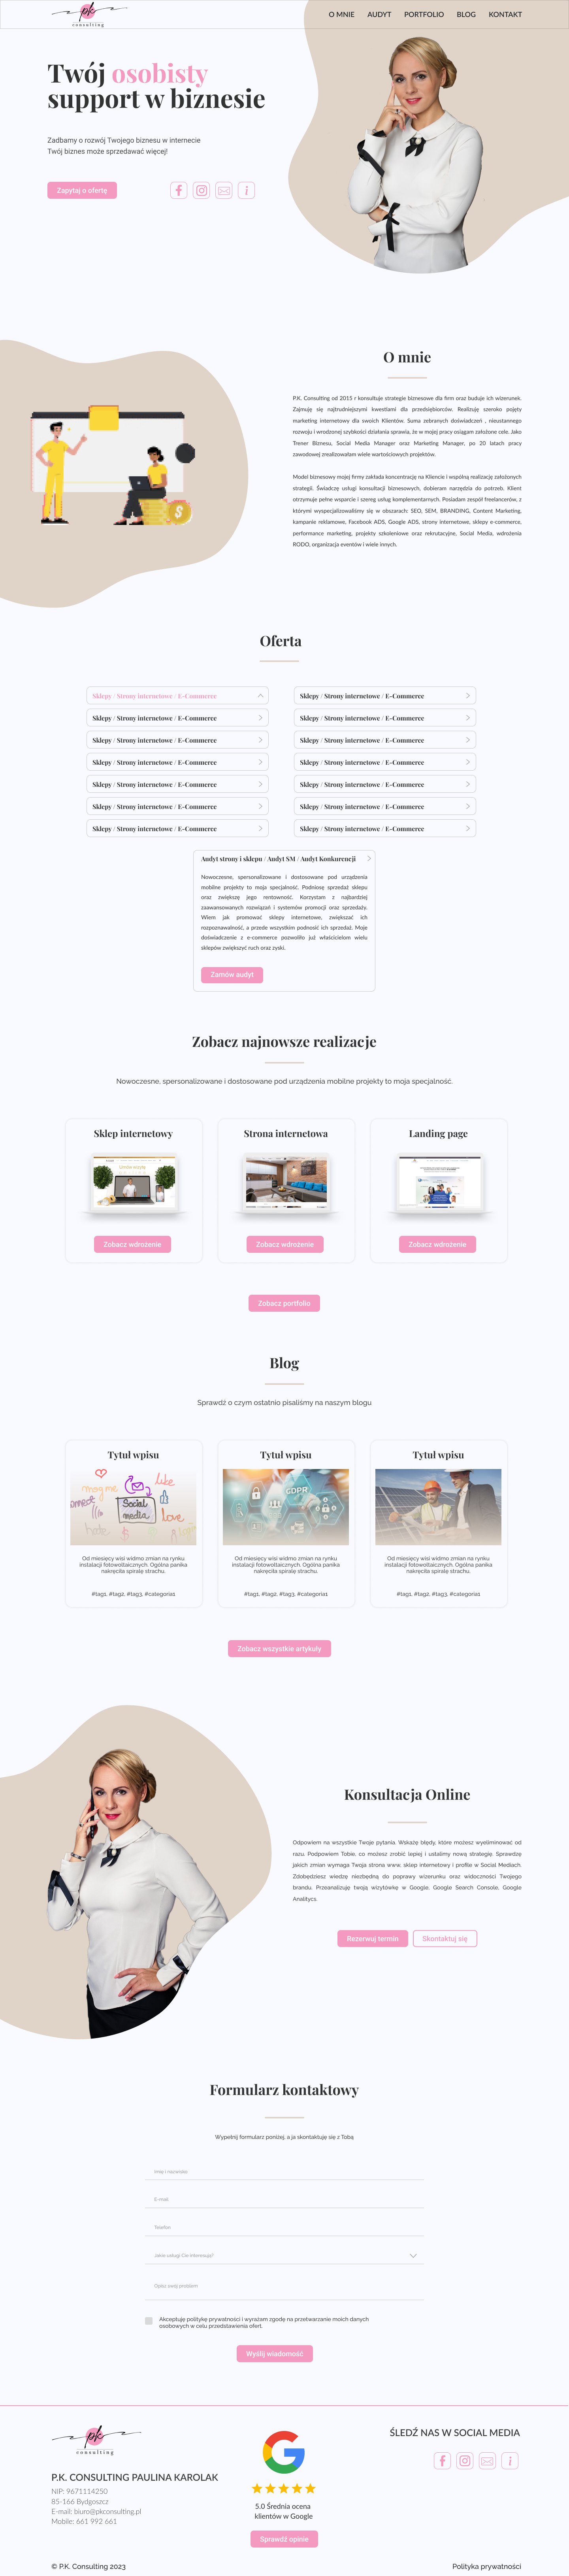 pk
consulting
O MNIE AUDYT PORTFOLIO BLOG KONTAKT
Twój osobisty
support w biznesie
Zadbamy o rozwój Twojego biznesu w internecie
Twój biznes może sprzedawać więcej!
Zapytaj o ofertę
O mnie
P.K. Consulting od 2015 r konsultuje strategie biznesowe dla firm oraz buduje ich wizerunek.
Zajmuję się najtrudniejszymi kwestiami dla przedsiębiorców. Realizuję szeroko pojęty
marketing internetowy dla swoich Klientów. Suma zebranych doświadczeń , nieustannego
rozwoju i wrodzonej szybkości działania sprawia, że w mojej pracy osiągam założone cele. Jako
Trener Biznesu, Social Media Manager oraz Marketing Manager, po 20 latach pracy
zawodowej zrealizowałam wiele wartościowych projektów.
Model biznesowy mojej firmy zakłada koncentrację na Kliencie i wspólną realizację założonych
strategii. Świadczę usługi konsultacji biznesowych, dobieram narzędzia do potrzeb. Klient
otrzymuje pełne wsparcie i szereg usług komplementarnych. Posiadam zespół freelancerów, z
którymi wyspecjalizowaliśmy się w obszarach: SEO, SEM, BRANDING, Content Marketing,
kampanie reklamowe, Facebook ADS, Google ADS, strony internetowe, sklepy e-commerce,
performance marketing, projekty szkoleniowe oraz rekrutacyjne, Social Media, wdrożenia
RODO, organizacja eventów i wiele innych.
Oferta
Sklepy / Strony internetowe / E-Commerce
Sklepy / Strony internetowe / E-Commerce
Sklepy / Strony internetowe / E-Commerce
Sklepy / Strony internetowe / E-Commerce
Sklepy / Strony internetowe / E-Commerce
Sklepy / Strony internetowe / E-Commerce
Sklepy / Strony internetowe / E-Commerce
Sklepy / Strony internetowe / E-Commerce
Sklepy / Strony internetowe / E-Commerce
Sklepy / Strony internetowe / E-Commerce
Sklepy / Strony internetowe / E-Commerce
Sklepy / Strony internetowe / E-Commerce
Sklepy / Strony internetowe / E-Commerce
Sklepy / Strony internetowe / E-Commerce
Audyt strony i sklepu / Audyt SM / Audyt Konkurencji
Nowoczesne, spersonalizowane i dostosowane pod urządzenia
mobilne projekty to moja specjalność. Podniosę sprzedaż sklepu
oraz zwiększę jego rentowność. Korzystam z najbardziej
zaawansowanych rozwiązań i systemów promocji oraz sprzedaży.
Wiem jak promować sklepy internetowe, zwiększać ich
rozpoznawalność, a przede wszystkim podnosić ich sprzedaż. Moje
doświadczenie z e-commerce pozwoliło już właścicielom wielu
sklepów zwiększyć ruch oraz zyski.
Zamów audyt
Zobacz najnowsze realizacje
Nowoczesne, spersonalizowane i dostosowane pod urządzenia mobilne projekty to moja specjalność.
Sklep internetowy
Zobacz wdrożenie
Strona internetowa
Zobacz wdrożenie
Landing page
Zobacz wdrożenie
Zobacz portfolio
Blog
Sprawdź o czym ostatnio pisaliśmy na naszym blogu
Tytuł wpisu
Like
Social
media
Love
hate
Od miesięcy wisi widmo zmian na rynku
instalacji fotowoltaicznych. Ogólna panika
nakręciła spiralę strachu.
#tag1, #tag2, #tag3, #categorias
Tytuł wpisu
GDPR
Od miesięcy wisi widmo zmian na rynku
instalacji fotowoltaicznych. Ogólna panika
nakręciła spiralę strachu.
#tag1, #tag2, #tag3, #categorias
Tytuł wpisu
Od miesięcy wisi widmo zmian na rynku
instalacji fotowoltaicznych. Ogólna panika
nakręciła spiralę strachu.
#tag1, #tag2, #tag3, #categorias
Zobacz wszystkie artykuły
Konsultacja Online
Odpowiem na wszystkie Twoje pytania. Wskażę błędy, które możesz wyeliminować od
razu. Podpowiem Tobie, co możesz zrobić lepiej i ustalimy nową strategię. Sprawdzę
jakich zmian wymaga Twoja strona www, sklep internetowy i profile w Social Mediach.
Zdobędziesz wiedzę niezbędną do poprawy wizerunku oraz widoczności Twojego
brandu. Przeanalizuję twoją wizytówkę w Google, Google Search Console, Google
Analitycs.
Rezerwuj termin Skontaktuj się
Formularz kontaktowy
Wypełnij formularz poniżej, a ja skontaktuję się z Tobą
Imię i nazwisko
E-mail
Telefon
Jakie usługi Cię interesują?
Opisz swój problem
Akceptuję politykę prywatności i wyrażam zgodę na przetwarzanie moich danych
osobowych w celu przedstawienia ofert.
Wyślij wiadomość
pk
consulting
P.K. CONSULTING PAULINA KAROLAK
NIP: 9671114250
85-166 Bydgoszcz
E-mail: biuro@pkconsulting.pl
Mobile: 661 992 661
5.0 Średnia ocena
klientów w Google
Sprawdź opinie
ŚLEDŹ NAS W SOCIAL MEDIA
© P.K. Consulting 2023
Polityka prywatności